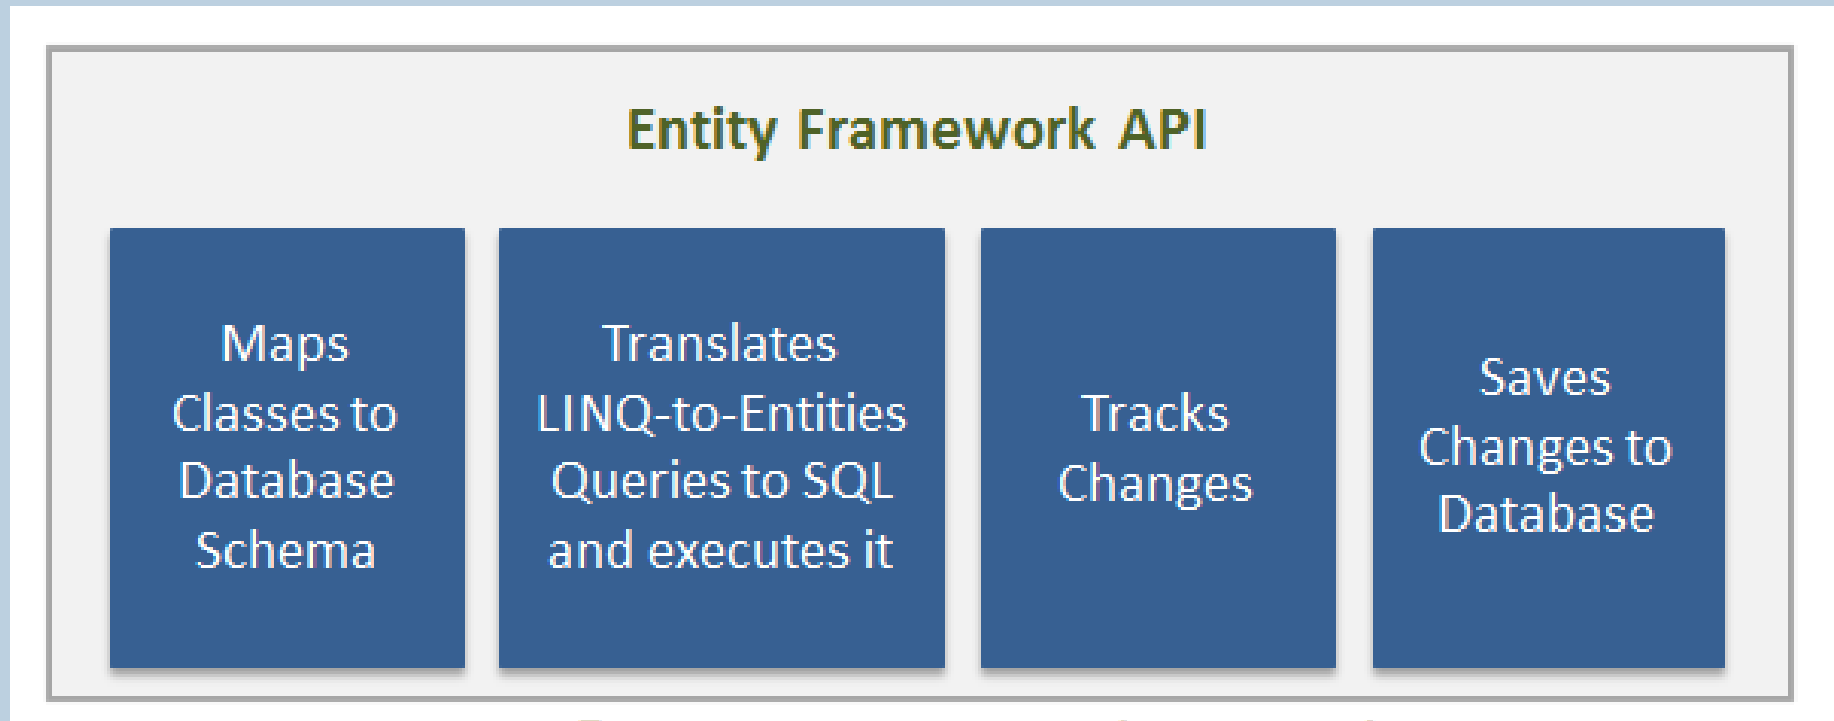 Entity Framework API
Maps
Classes to
Database
Schema
Translates
LINQ-to-Entities
Queries to SQL
and executes it
Tracks
Changes
Saves
Changes to
Database